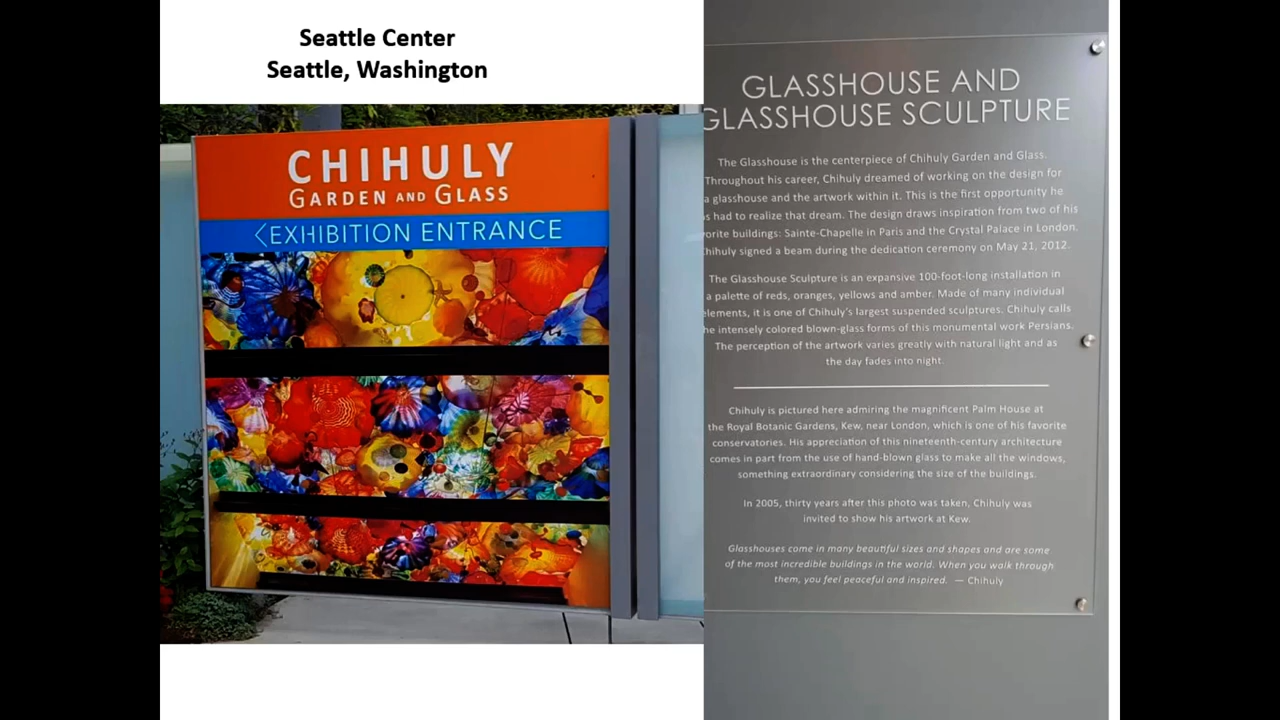 Seattle Center
Seattle, Washington
CHIHULY
GARDEN AND GLASS
<EXHIBITION ENTRANCE
GLASSHOUSE AND
GLASSHOUSE SCULPTURE
The Glasshouse is the centerpiece of Chihuly Garden and Glass.
Throughout his career, Chihuly dreamed of working on the design for
a glasshouse and the artwork within it. This is the first opportunity he
had to realize that dream. The design draws inspiration from two of his
buildings: Sainte-Chapelle in Paris and the Crystal Palace in London.
Chihuly signed a beam during the dedication ceremony on May 21, 2012.
The Glasshouse Sculpture is an expansive 100-foot-long installation in
a palette of reds, oranges, yellows and amber. Made of many individual
elements, it is one of Chihuly's largest suspended sculptures. Chihuly calls
he intensely colored blown-glass forms of this monumental work Persians.
The perception of the artwork varies greatly with natural light and as
the day fades into night.
Chihuly is pictured here admiring the magnificent Palm House at
the Royal Botanic Gardens, Kew, near London, which is one of his favorite
conservatories. His appreciation of this nineteenth-century architecture
comes in part from the use of hand-blown glass to make all the windows,
something extraordinary considering the size of the buildings.
In 2005, thirty years after this photo was taken, Chihuly was
invited to show his artwork at Kew.
Glasshouses come in many beautiful sizes and shapes and are some
of the most incredible buildings in the world. When you walk through
them, you feel peaceful and inspired. — Chihuly